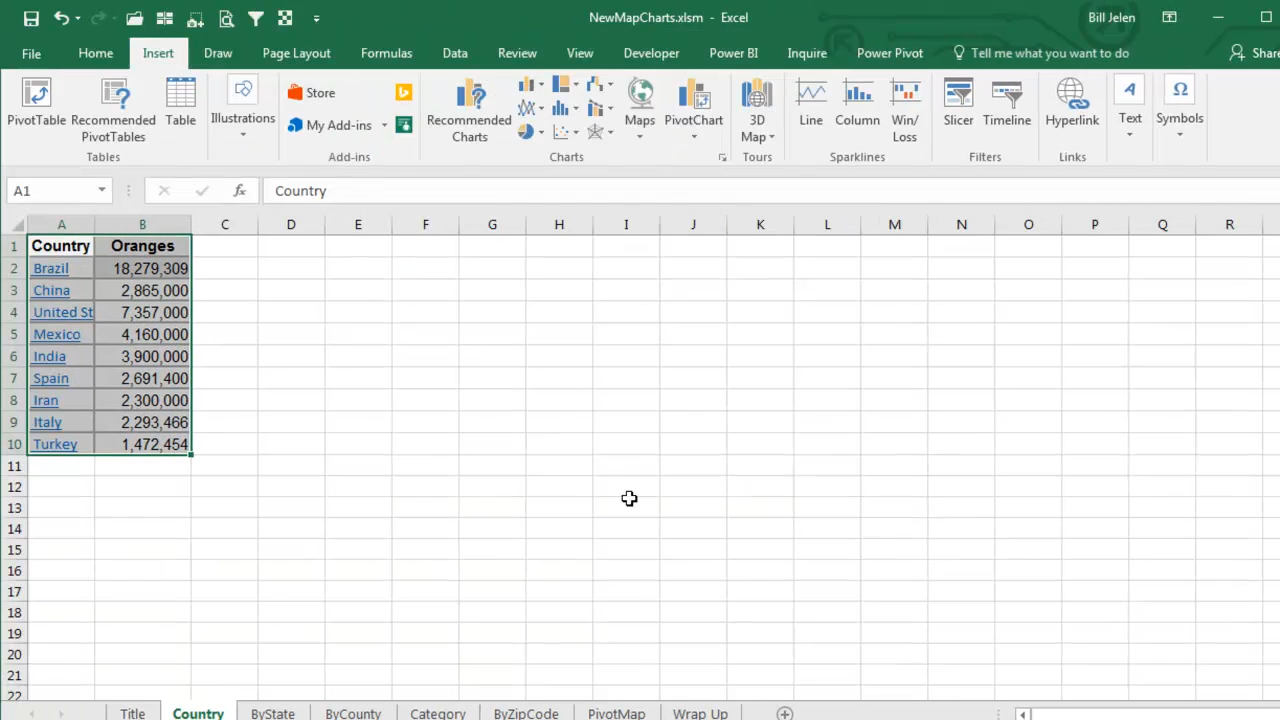 NewMapCharts.xlsm - Excel
Bill Jelen
File Home Insert Draw Page Layout Formulas Data Review View Developer Power BI Inquire Power Pivot Tell me what you want to do Share
PivotTable
Recommended PivotTables
Table
Tables
Illustrations
Store
My Add-ins
Add-ins
Recommended Charts
Maps
PivotChart
Charts
3D Map
Tours
Line
Column
Win/Loss
Sparklines
Slicer
Timeline
Filters
Hyperlink
Links
Text
Symbols
A1
fx
Country
A B C D E F G H I J K L M N O P Q R
1 Country Oranges
2 Brazil 18,279,309
3 China 2,865,000
4 United St 7,357,000
5 Mexico 4,160,000
6 India 3,900,000
7 Spain 2,691,400
8 Iran 2,300,000
9 Italy 2,293,466
10 Turkey 1,472,454
11
12
13
14
15
16
17
18
19
20
21
22
Title Country ByState ByCounty Category ByZipCode PivotMap Wrap Up